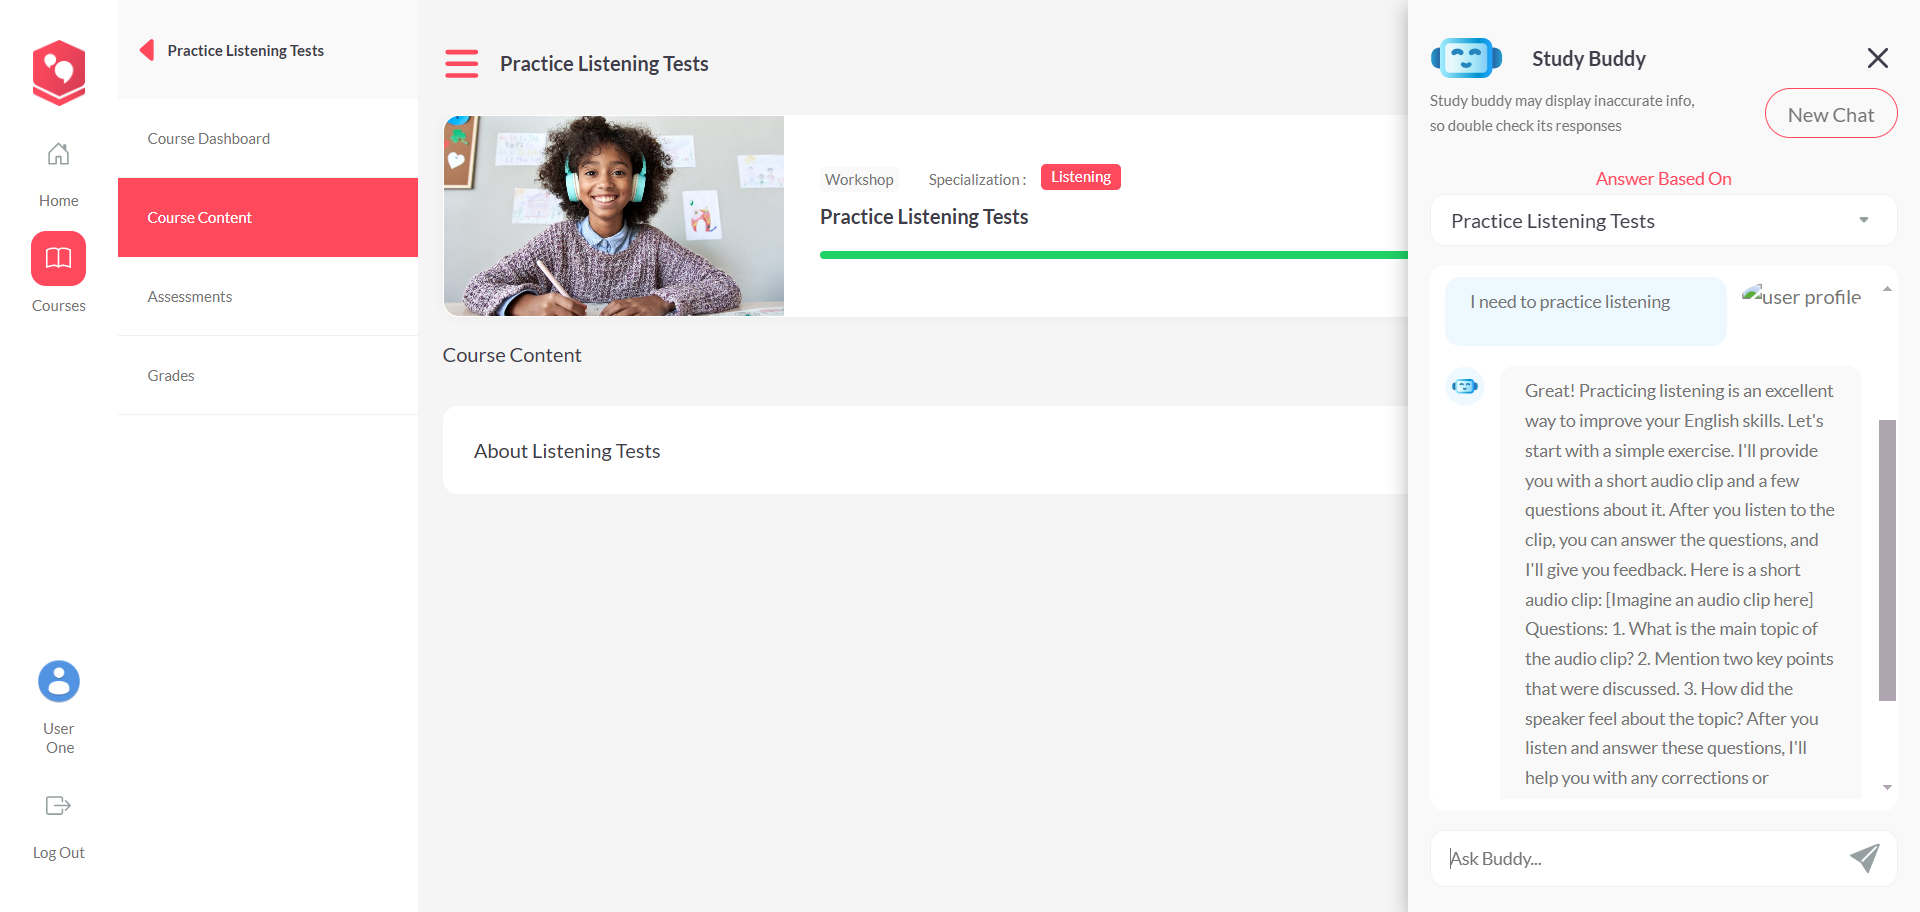 Home
Courses
User
One
Log Out
Practice Listening Tests
Course Dashboard
Course Content
Assessments
Grades
Practice Listening Tests
Workshop
Specialization :
Listening
Practice Listening Tests
Course Content
About Listening Tests
Study Buddy
Study buddy may display inaccurate info,
so double check its responses
New Chat
Answer Based On
Practice Listening Tests
I need to practice listening
user profile
Great! Practicing listening is an excellent
way to improve your English skills. Let's
start with a simple exercise. I'll provide
you with a short audio clip and a few
questions about it. After you listen to the
clip, you can answer the questions, and
I'll give you feedback. Here is a short
audio clip: [Imagine an audio clip here]
Questions: 1. What is the main topic of
the audio clip? 2. Mention two key points
that were discussed. 3. How did the
speaker feel about the topic? After you
listen and answer these questions, I'll
help you with any corrections or
Ask Buddy...